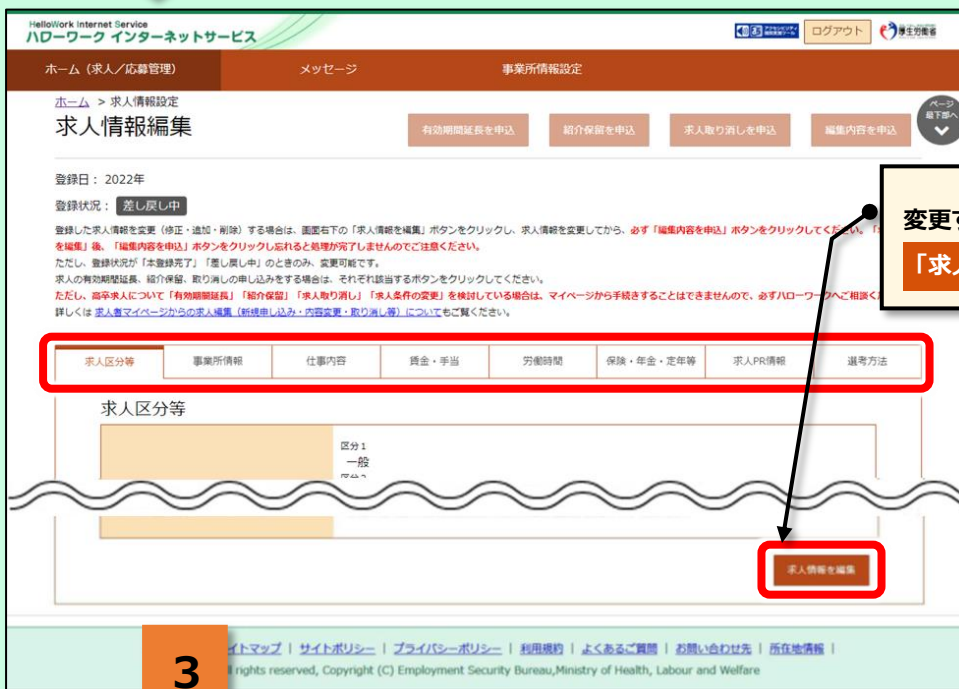 HelloWork Internet Service
ハローワーク インターネットサービス
ログアウト
厚生労働省
ホーム（求人／応募管理）
メッセージ
事業所情報設定
ホーム > 求人情報設定
求人情報編集
有効期間延長を申込
紹介保留を申込
求人取り消しを申込
編集内容を申込
ページ
最下部へ
登録日： 2022年
登録状況： 差し戻し中
登録した求人情報を変更（修正・追加・削除）する場合は、画面右下の「求人情報を編集」ボタンをクリックし、求人情報を変更してから、必ず「編集内容を申込」ボタンをクリックしてください。「
を編集」後、「編集内容を申込」ボタンをクリックし忘れると処理が完了しませんのでご注意ください。
ただし、登録状況が「本登録完了」「差し戻し中」のときのみ、変更可能です。
求人の有効期間延長、紹介保留、取り消しの申し込みをする場合は、それぞれ該当するボタンをクリックしてください。
ただし、高卒求人について「有効期間延長」「紹介保留」「求人取り消し」「求人条件の変更」を検討している場合は、マイページから手続きすることはできませんので、必ずハローワークへご相談く
詳しくは 求人者マイページからの求人編集（新規申し込み・内容変更・取り消し等）についてもご覧ください。
変更す
「求人
求人区分等
事業所情報
仕事内容
賃金・手当
労働時間
保険・年金・定年等
求人PR情報
選考方法
求人区分等
区分1
一般
求人情報を編集
イトマップ | サイトポリシー | プライバシーポリシー | 利用規約 | よくあるご質問 | お問い合わせ先 | 所在地情報 |
rights reserved, Copyright (C) Employment Security Bureau,Ministry of Health, Labour and Welfare
3